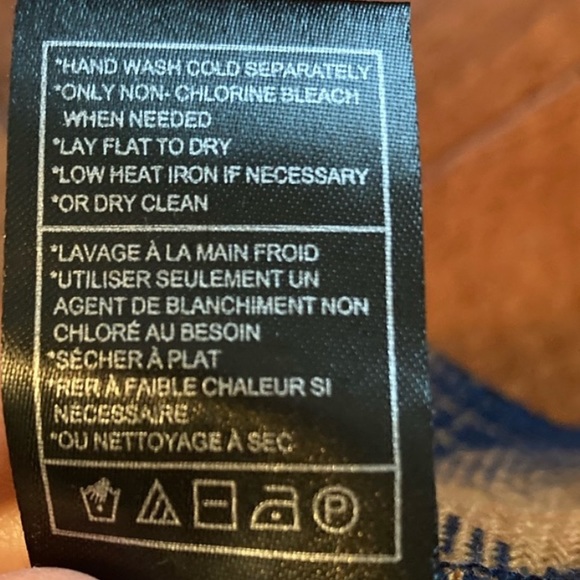 *HAND WASH COLD SEPARATELY
*ONLY NON- CHLORINE BLEACH
WHEN NEEDED
*LAY FLAT TO DRY
*LOW HEAT IRON IF NECESSARY
*OR DRY CLEAN
*LAVAGE À LA MAIN FROID
*UTILISER SEULEMENT UN
AGENT DE BLANCHIMENT NON
CHLORÉ AU BESOIN
*SÉCHER À PLAT
*RER À FAIBLE CHALEUR SI
NÉCESSAIRE
*OU NETTOYAGE À SEC
P